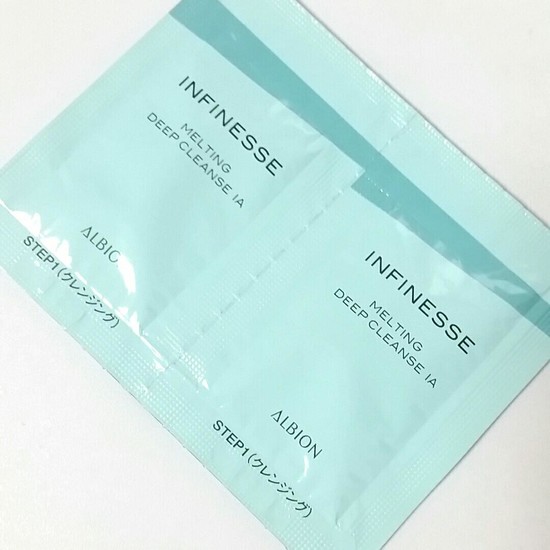 INFINESSE
MELTING
DEEP CLEANSE IA
ALBION
STEP1(クレンジング)
INFINESSE
MELTING
DEEP CLEANSE IA
ALBION
STEP1(クレンジング)